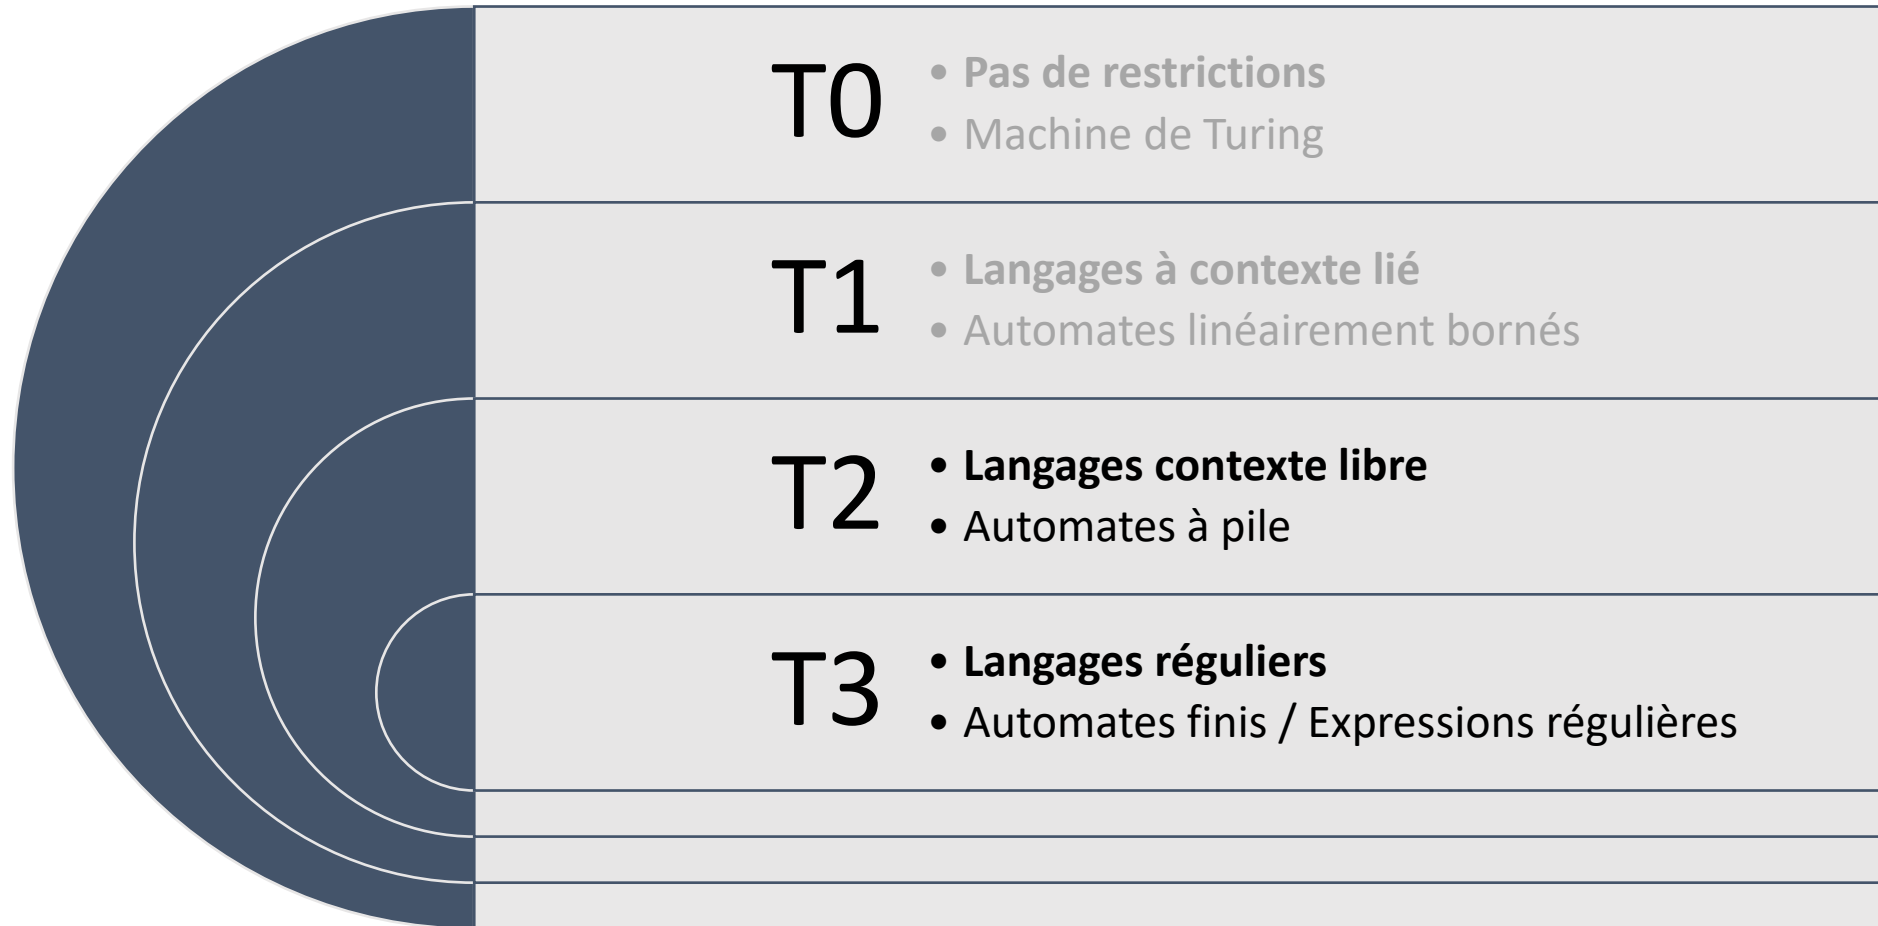 T0
• Pas de restrictions
• Machine de Turing
T1
• Langages à contexte lié
• Automates linéairement bornés
T2
• Langages contexte libre
• Automates à pile
T3
• Langages réguliers
• Automates finis / Expressions régulières